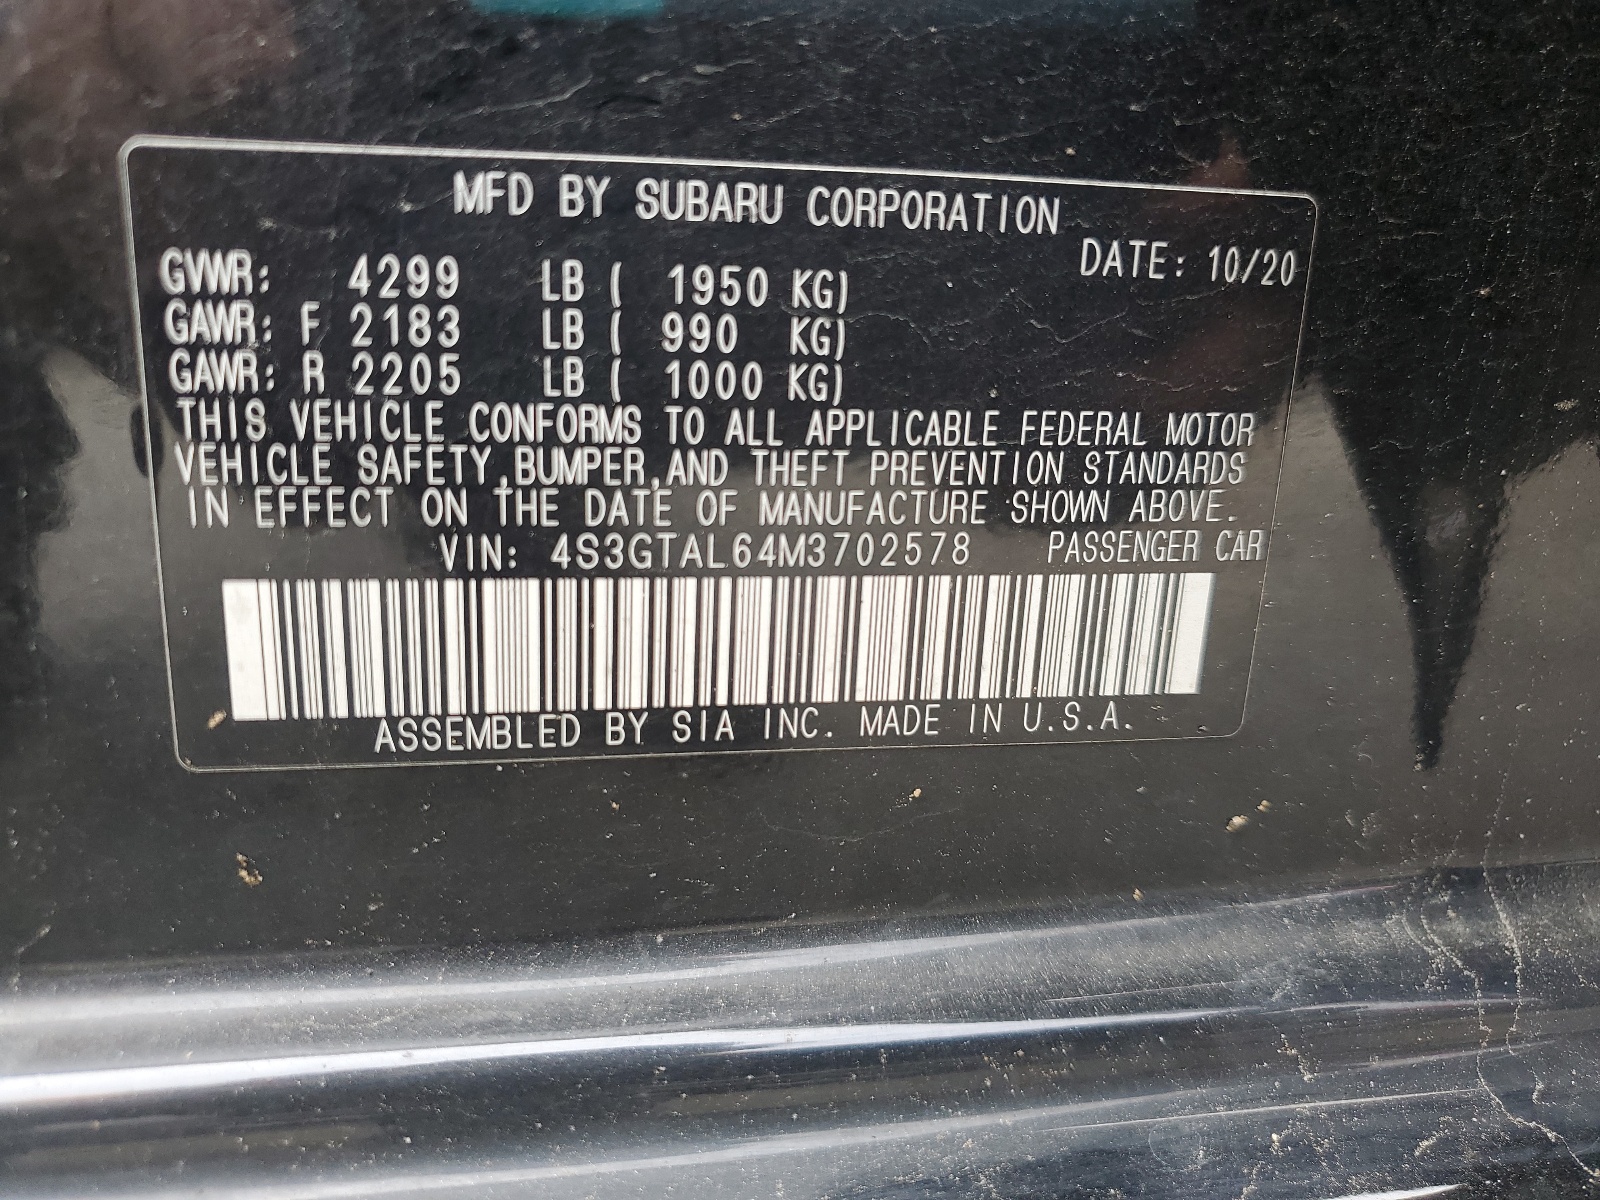 MFD BY SUBARU CORPORATION
DATE: 10/20
GVWR: 4299 LB ( 1950 KG)
GAWR: F 2183 LB ( 990 KG)
GAWR: R 2205 LB ( 1000 KG)
THIS VEHICLE CONFORMS TO ALL APPLICABLE FEDERAL MOTOR
VEHICLE SAFETY,BUMPER,AND THEFT PREVENTION STANDARDS
IN EFFECT ON THE DATE OF MANUFACTURE SHOWN ABOVE.
VIN: 4S3GTAL64M3702578 PASSENGER CAR
ASSEMBLED BY SIA INC. MADE IN U.S.A.